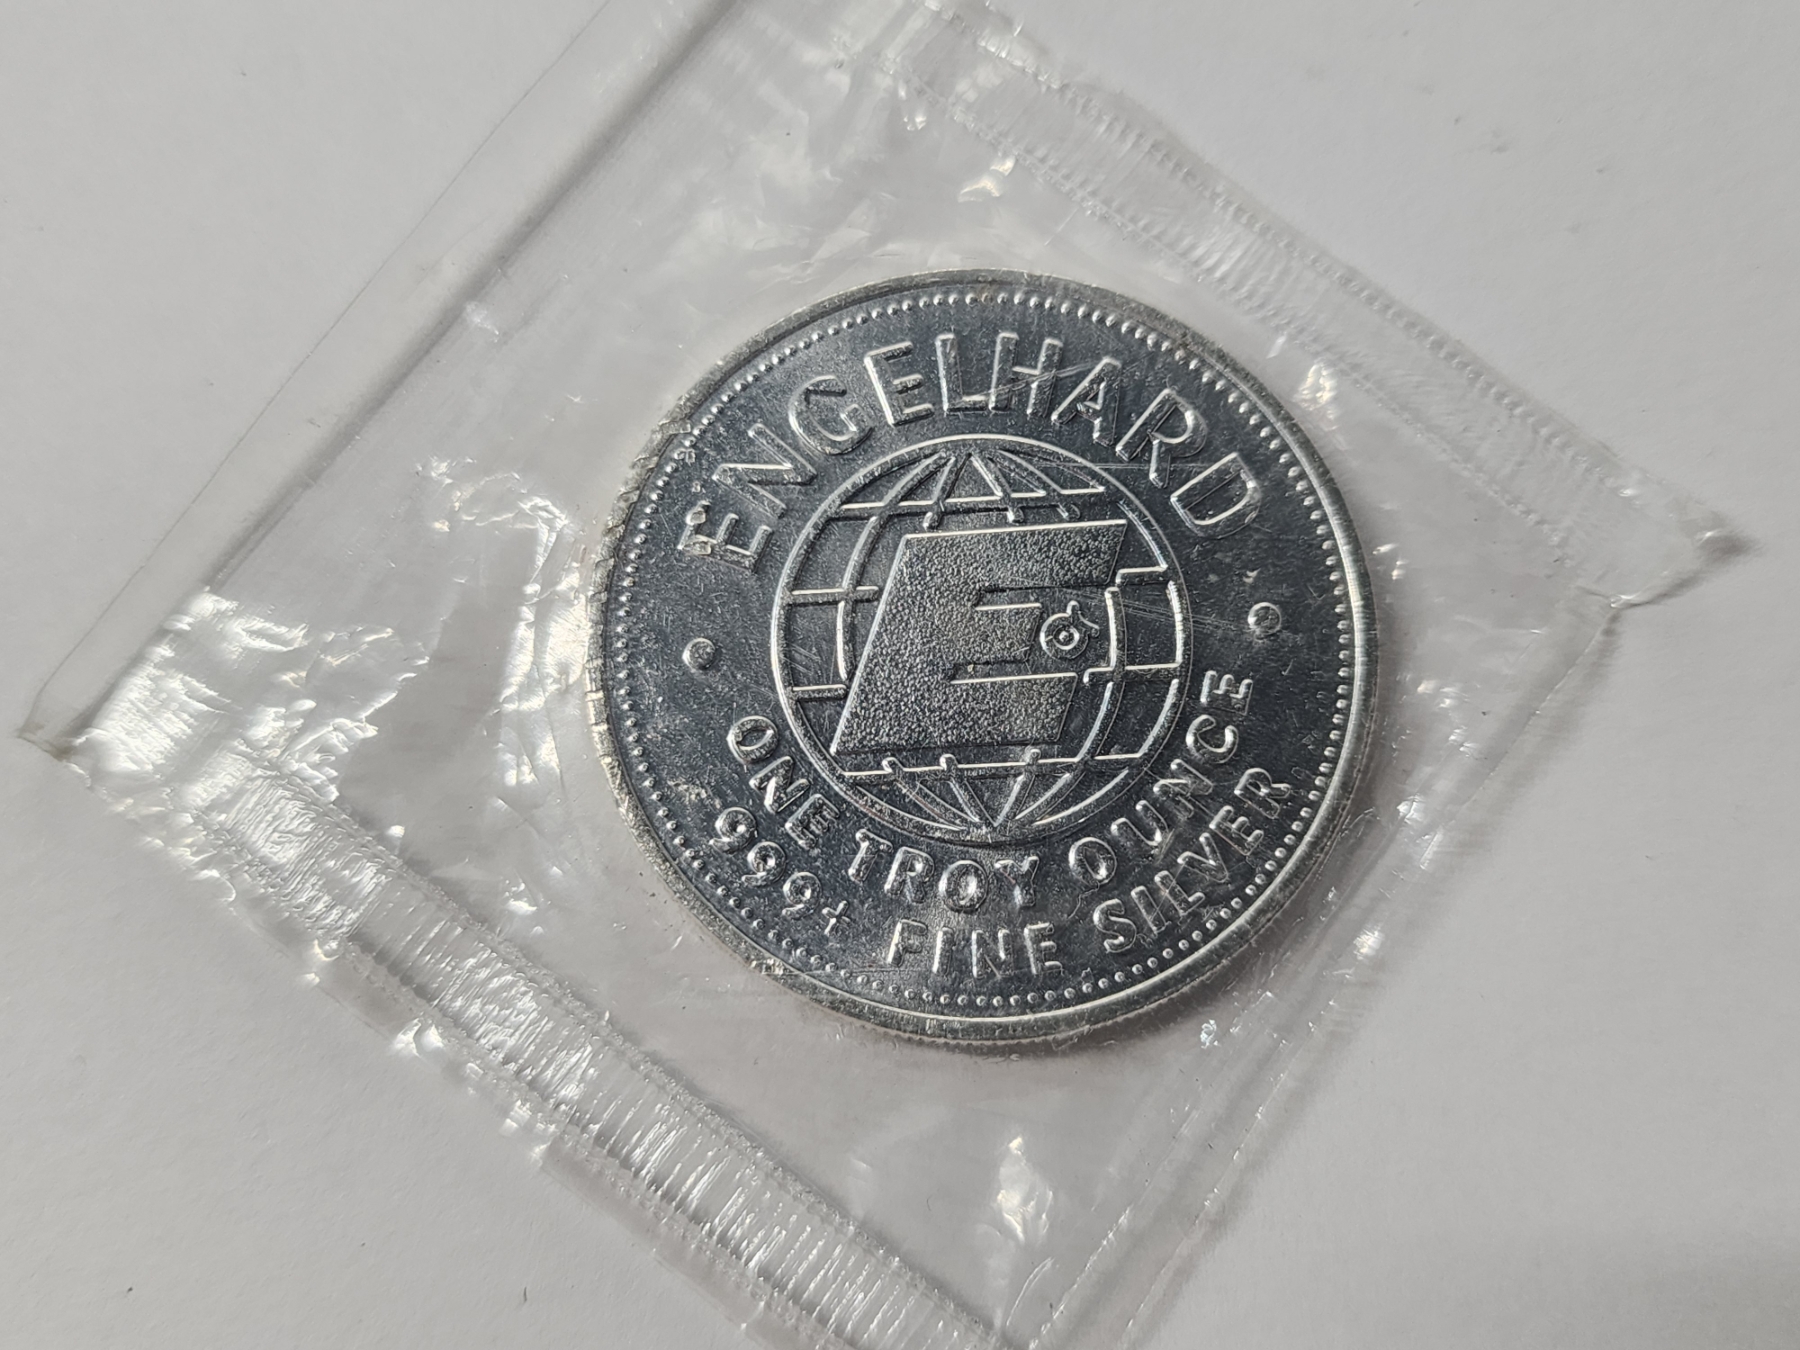 ENGELHARD
E
ONE TROY OUNCE
999+ FINE SILVER